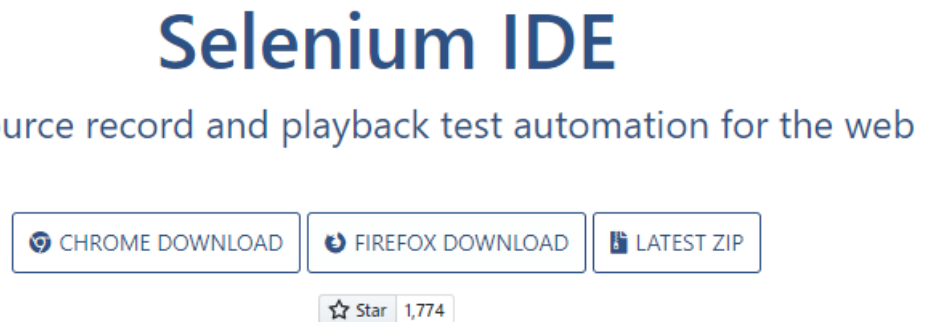 Selenium IDE
urce record and playback test automation for the web
CHROME DOWNLOAD FIREFOX DOWNLOAD LATEST ZIP
Star 1,774